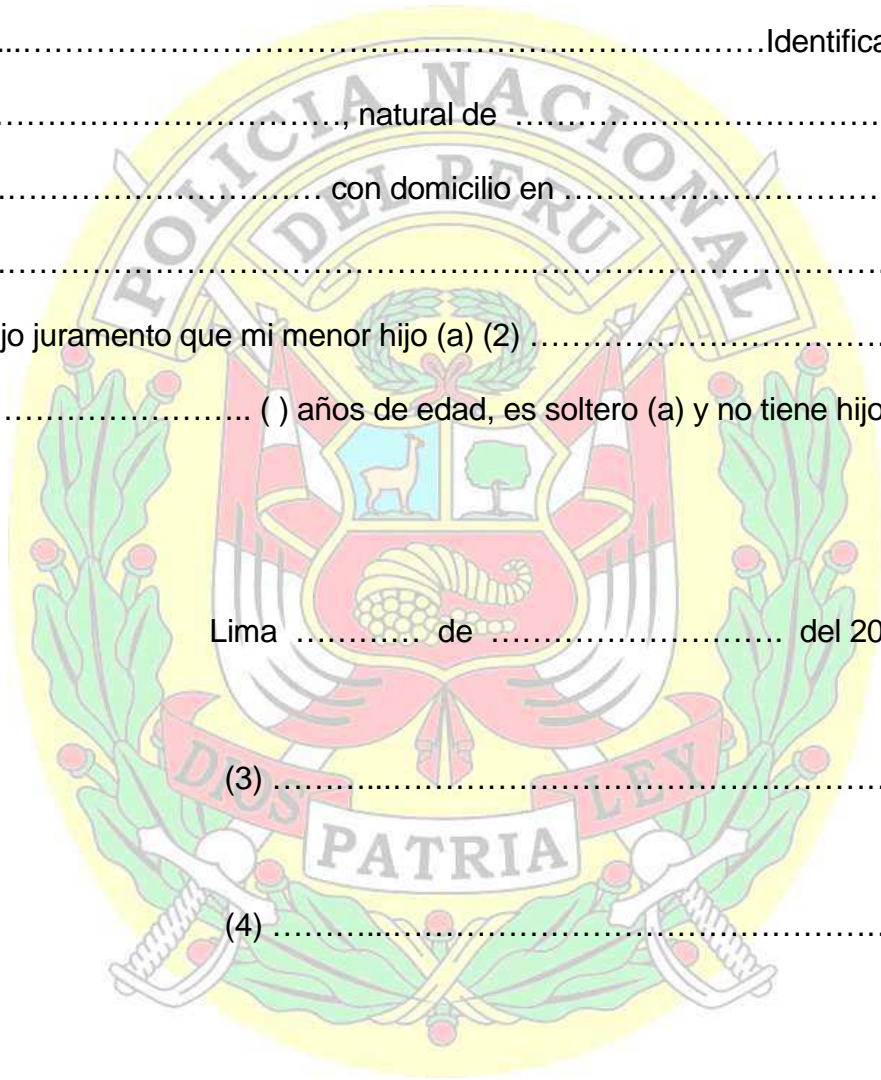 ...……………………………………………………..…………………Identifica
POLICIA NACIONAL
…………………………………, natural de ……………………………………
DEL PERU
………………………………… con domicilio en ………………………………
……………………………………………………..……………………………………
jo juramento que mi menor hijo (a) (2) …………………………………
……………………….. ( ) años de edad, es soltero (a) y no tiene hijo
Lima ………… de ……………………………. del 20
(3) ………...……………………………………………………
DIOS PATRIA LEY
(4) ………...……………………………………………………